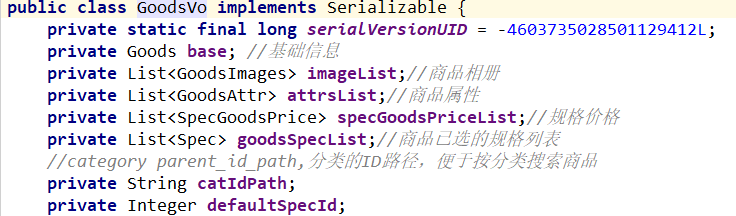 public class GoodsVo implements Serializable {
private static final long serialVersionUID = -4603735028501129412L;
private Goods base; //基础信息
private List<GoodsImages> imageList;//商品相册
private List<GoodsAttr> attrsList;//商品属性
private List<SpecGoodsPrice> specGoodsPriceList;//规格价格
private List<Spec> goodsSpecList;//商品已选的规格列表
//category parent_id_path,分类的ID路径，便于按分类搜索商品
private String catIdPath;
private Integer defaultSpecId;